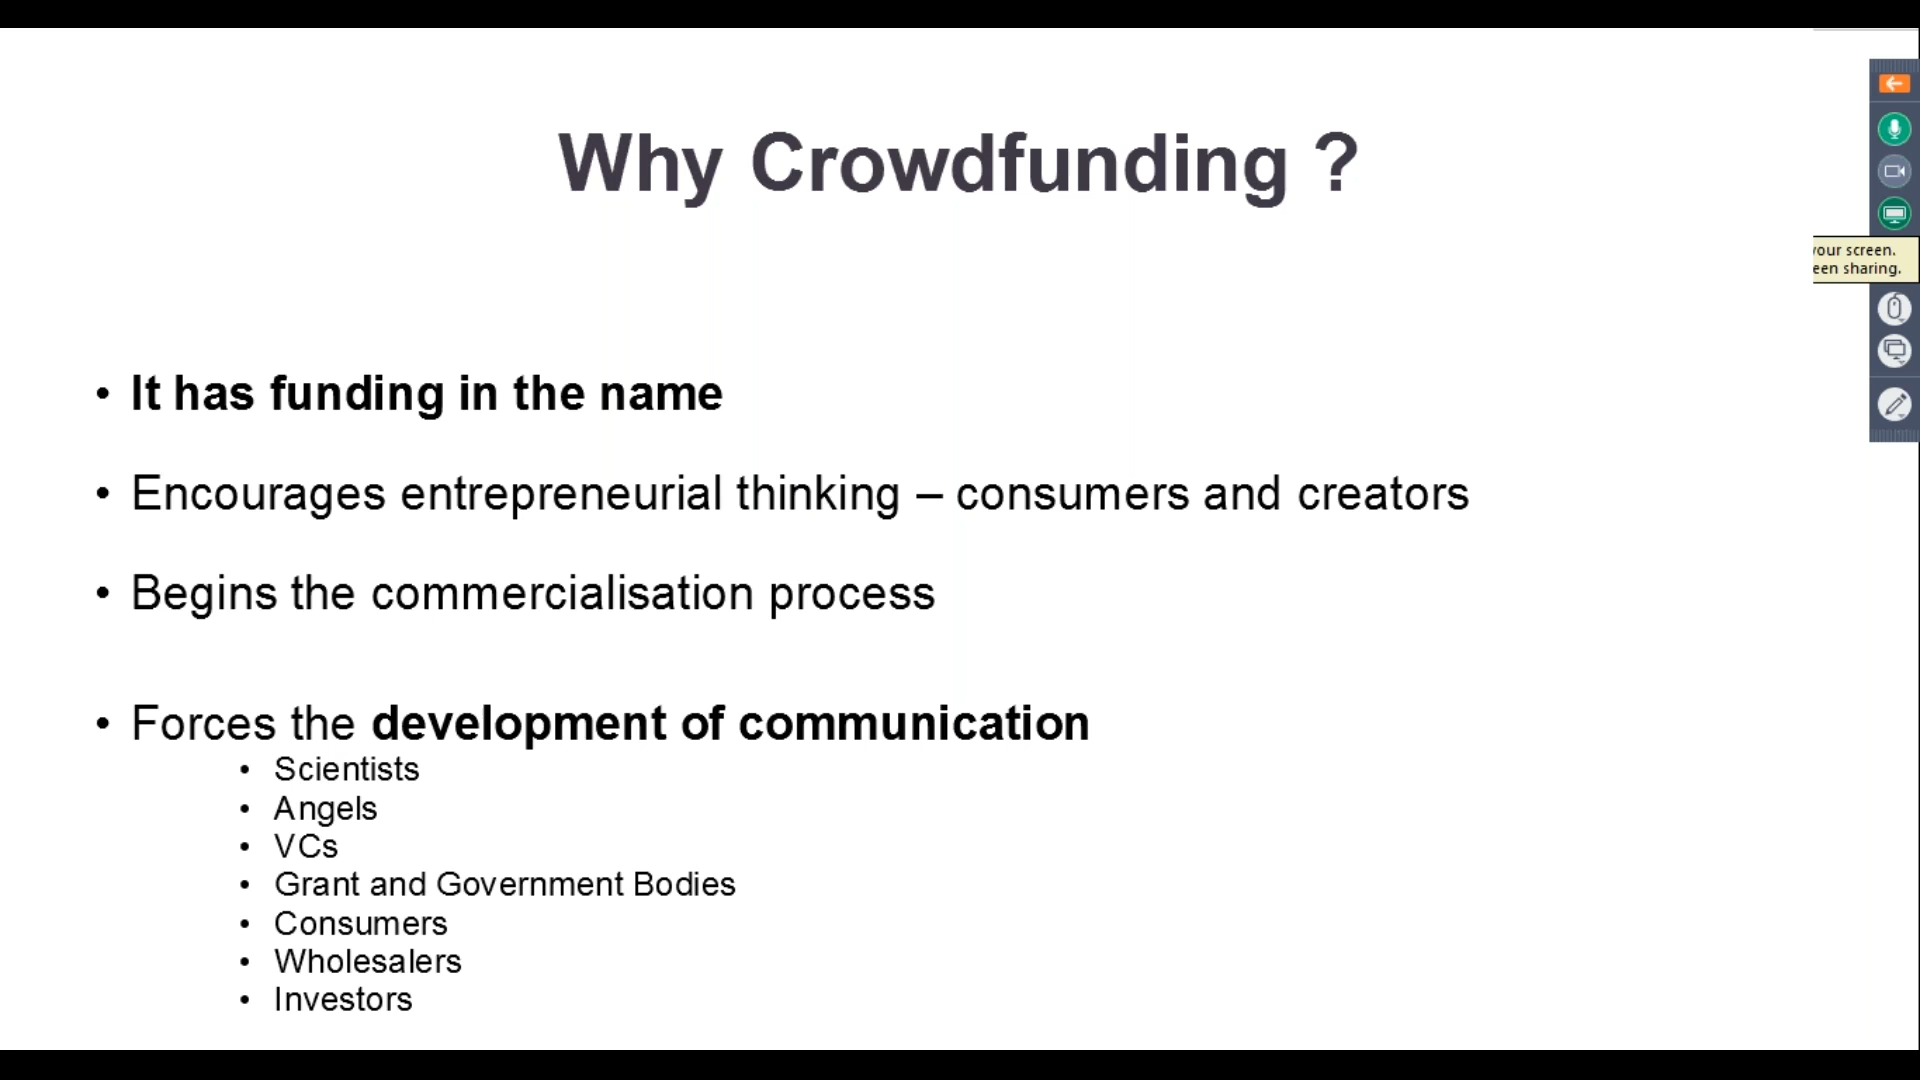 Why Crowdfunding ?
your screen.
een sharing.
• It has funding in the name
• Encourages entrepreneurial thinking – consumers and creators
• Begins the commercialisation process
• Forces the development of communication
• Scientists
• Angels
• VCs
• Grant and Government Bodies
• Consumers
• Wholesalers
• Investors